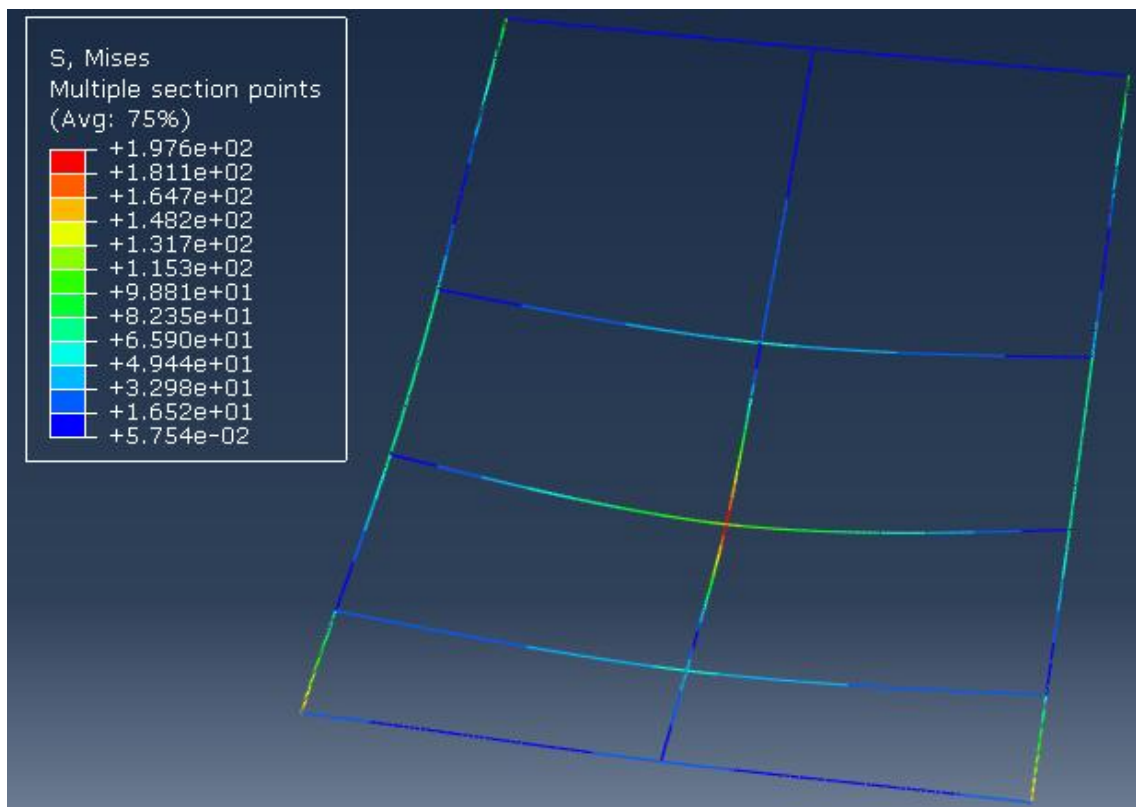 S, Mises
Multiple section points
(Avg: 75%)
+1.976e+02
+1.811e+02
+1.647e+02
+1.482e+02
+1.317e+02
+1.153e+02
+9.881e+01
+8.235e+01
+6.590e+01
+4.944e+01
+3.298e+01
+1.652e+01
+5.754e-02